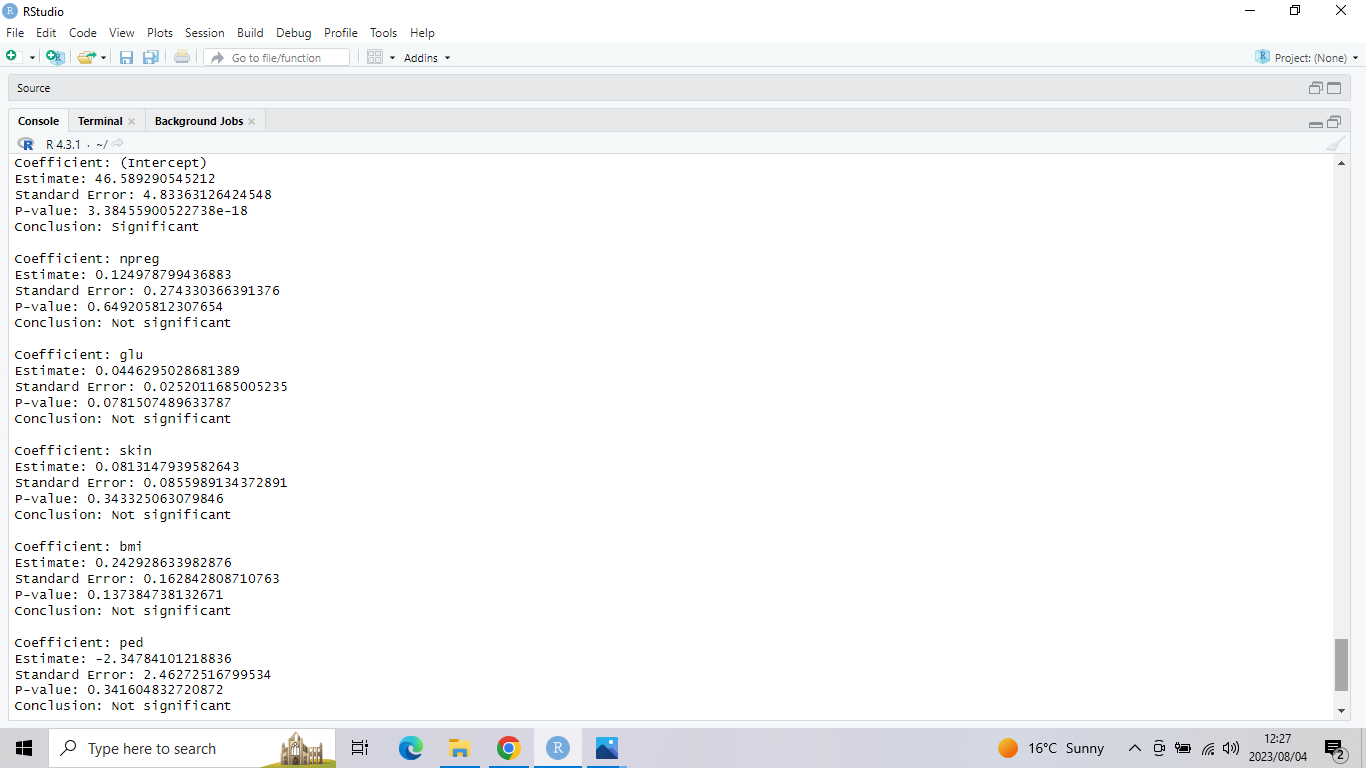 RStudio
File Edit Code View Plots Session Build Debug Profile Tools Help
Go to file/function Addins Project: (None)
Source
Console Terminal Background Jobs
R 4.3.1 · ~/
Coefficient: (Intercept)
Estimate: 46.589290545212
Standard Error: 4.83363126424548
P-value: 3.38455900522738e-18
Conclusion: Significant
Coefficient: npreg
Estimate: 0.124978799436883
Standard Error: 0.274330366391376
P-value: 0.649205812307654
Conclusion: Not significant
Coefficient: glu
Estimate: 0.0446295028681389
Standard Error: 0.0252011685005235
P-value: 0.0781507489633787
Conclusion: Not significant
Coefficient: skin
Estimate: 0.0813147939582643
Standard Error: 0.0855989134372891
P-value: 0.343325063079846
Conclusion: Not significant
Coefficient: bmi
Estimate: 0.242928633982876
Standard Error: 0.162842808710763
P-value: 0.137384738132671
Conclusion: Not significant
Coefficient: ped
Estimate: -2.34784101218836
Standard Error: 2.46272516799534
P-value: 0.341604832720872
Conclusion: Not significant
Type here to search
16°C Sunny
12:27
2023/08/04
2